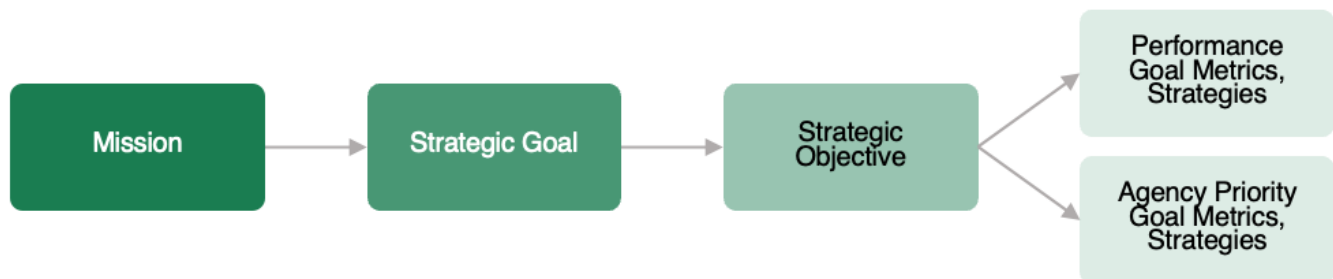 Mission
Strategic Goal
Strategic
Objective
Performance
Goal Metrics,
Strategies
Agency Priority
Goal Metrics,
Strategies